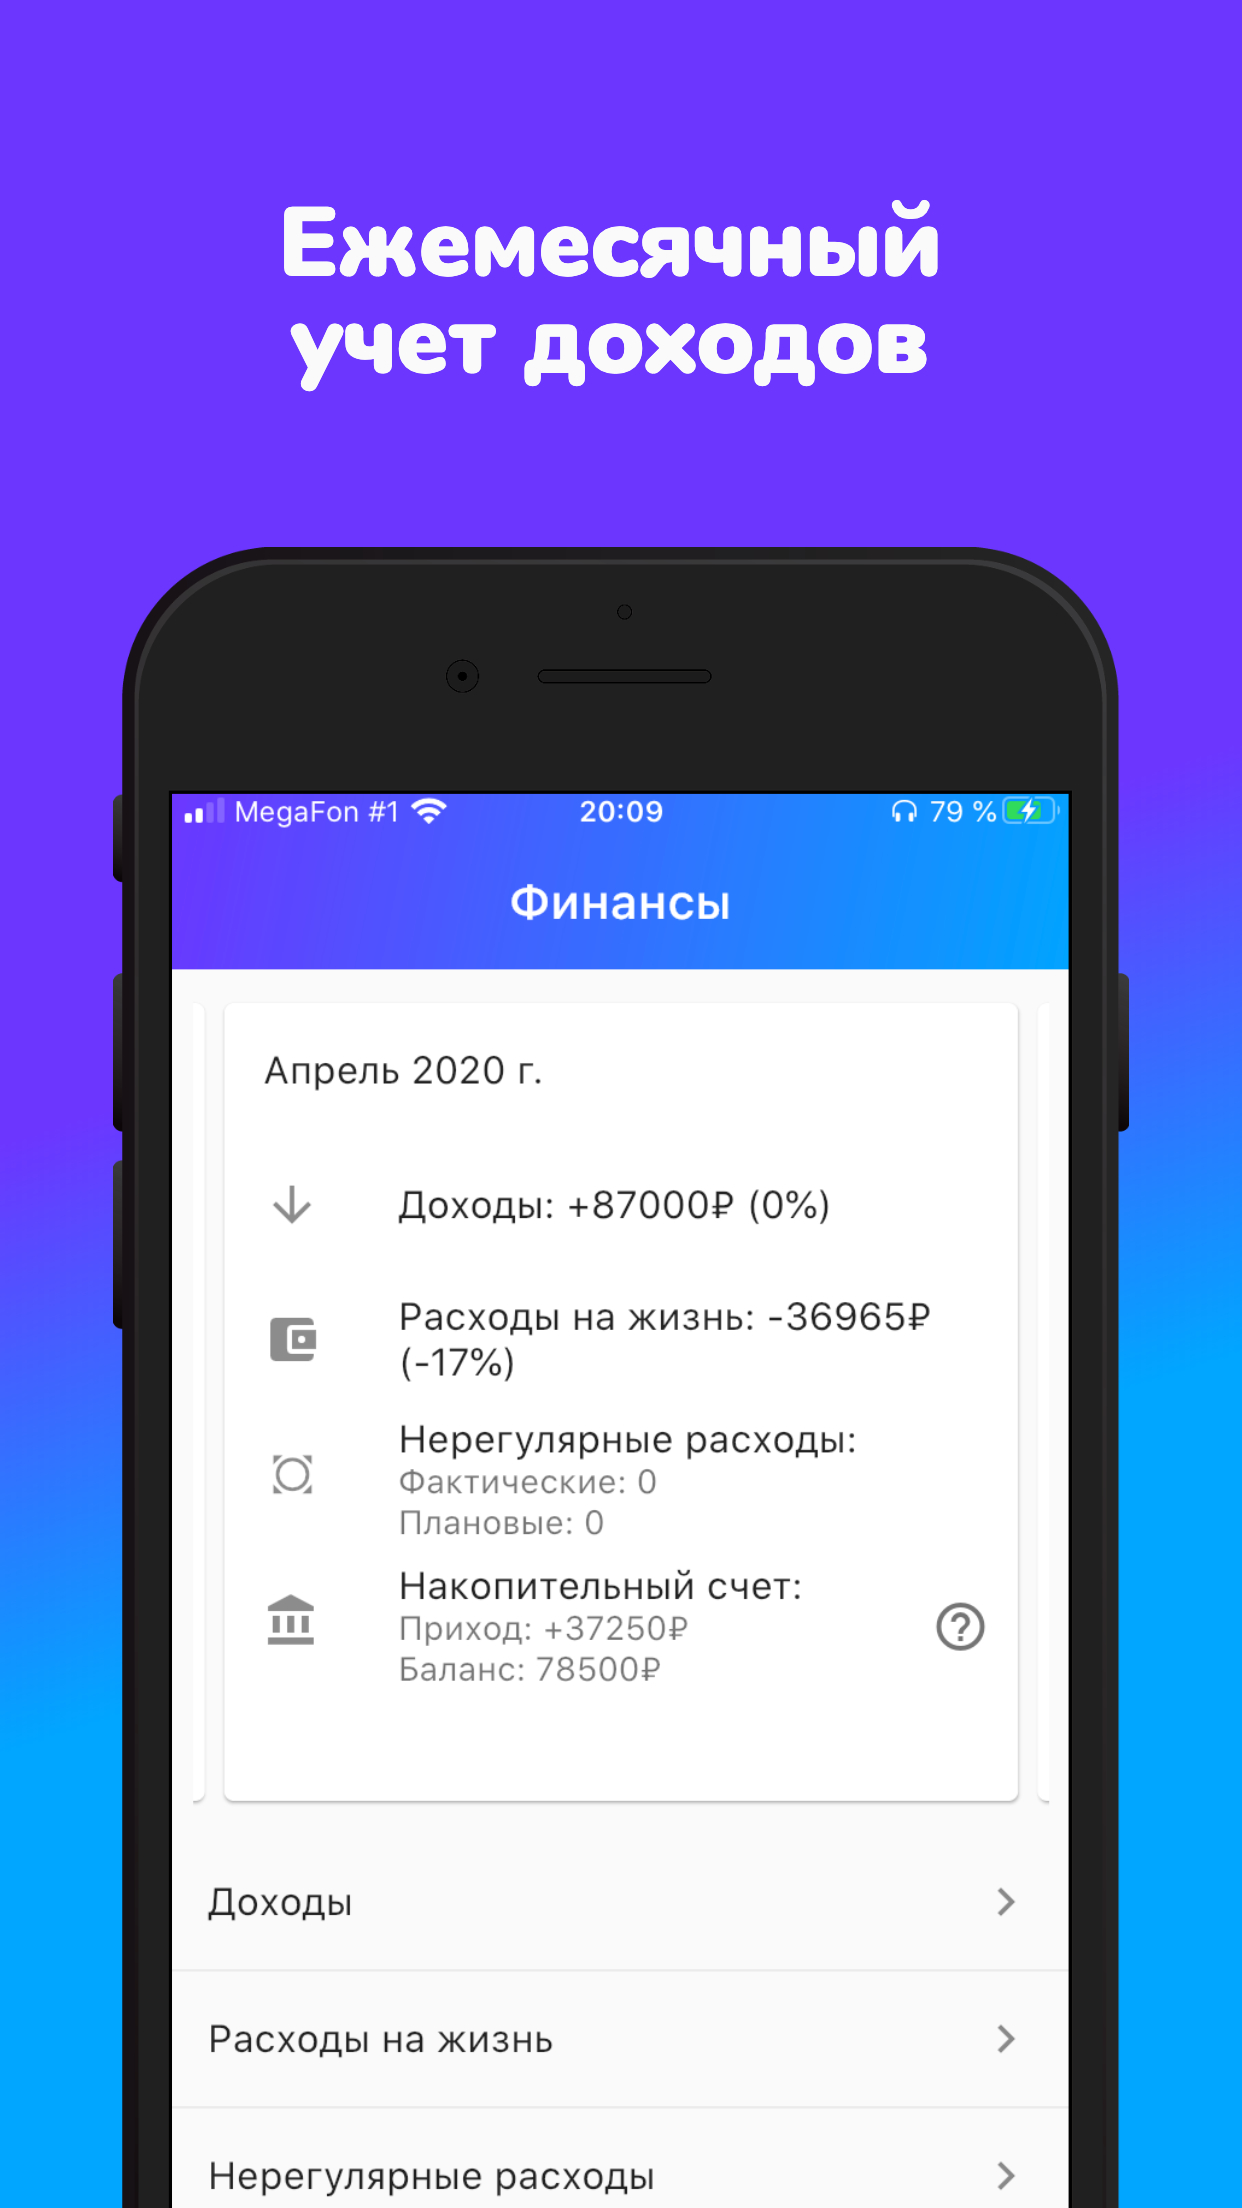 Ежемесячный
учет доходов
MegaFon #1 20:09 79 %
Финансы
Апрель 2020 г.
Доходы: +87000₽ (0%)
Расходы на жизнь: -36965₽
(-17%)
Нерегулярные расходы:
Фактические: 0
Плановые: 0
Накопительный счет:
Приход: +37250₽
Баланс: 78500₽
Доходы
Расходы на жизнь
Нерегулярные расходы